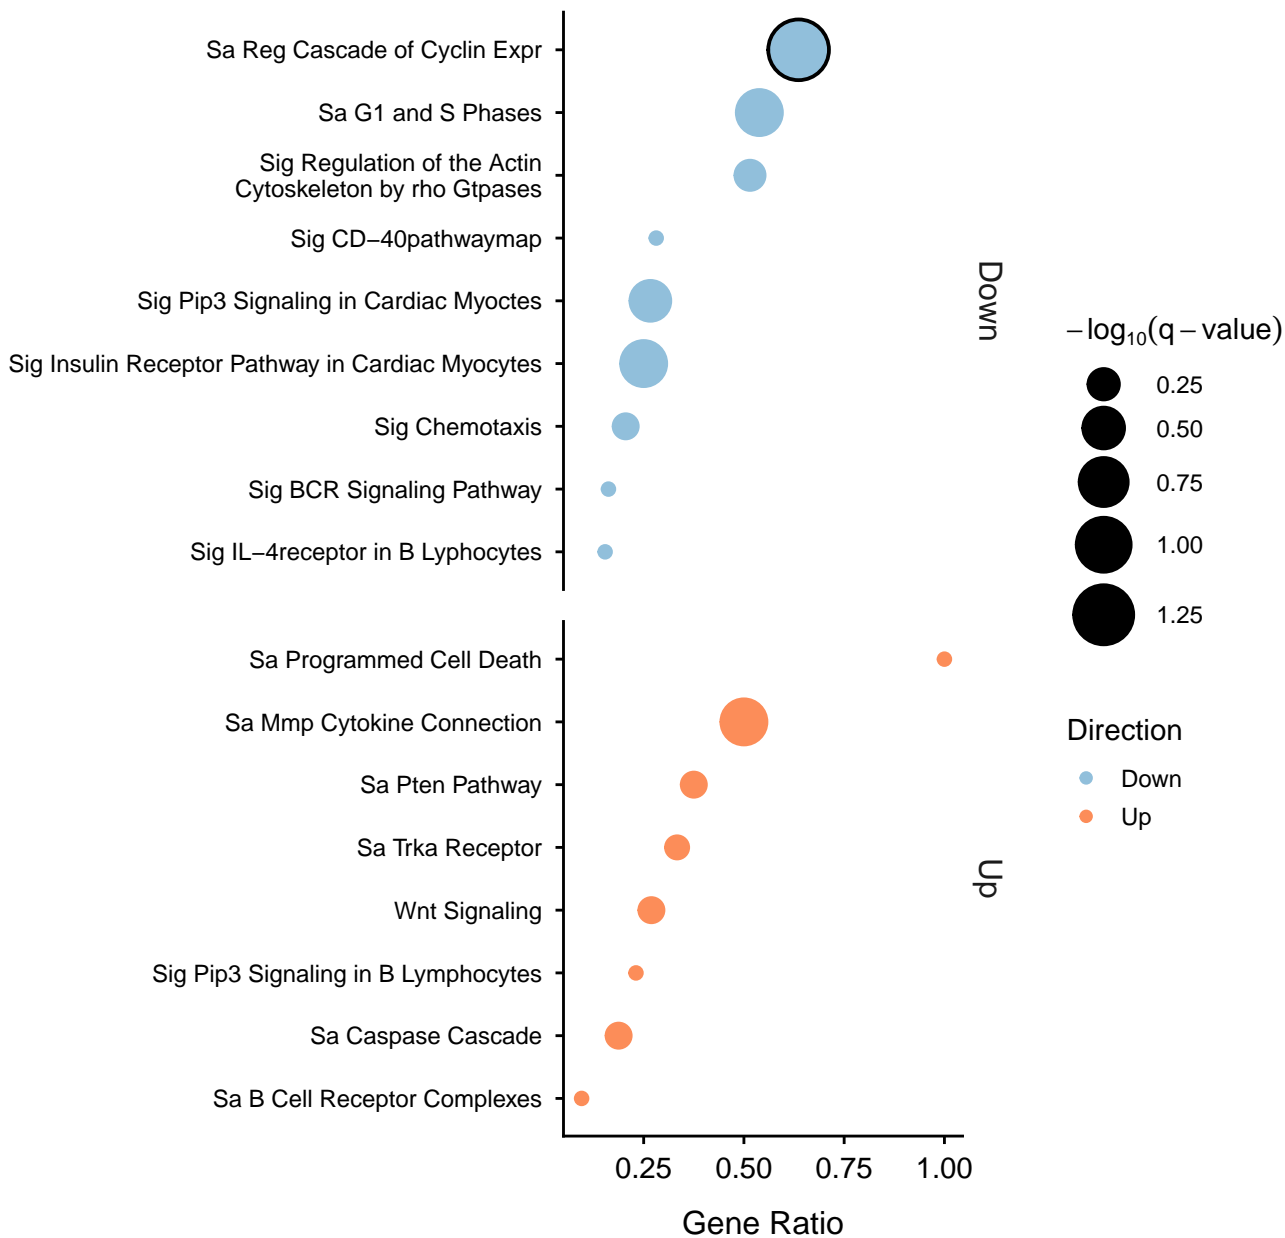 Sa Reg Cascade of Cyclin Expr
Sa G1 and S Phases
Sig Regulation of the Actin
Cytoskeleton by rho Gtpases
Sig CD−40pathwaymap
Sig Pip3 Signaling in Cardiac Myoctes
Sig Insulin Receptor Pathway in Cardiac Myocytes
Sig Chemotaxis
Sig BCR Signaling Pathway
Sig IL−4receptor in B Lyphocytes
Down
Sa Programmed Cell Death
Sa Mmp Cytokine Connection
Sa Pten Pathway
Sa Trka Receptor
Wnt Signaling
Sig Pip3 Signaling in B Lymphocytes
Sa Caspase Cascade
Sa B Cell Receptor Complexes
Up
0.25 0.50 0.75 1.00
Gene Ratio
−log₁₀(q−value)
0.25
0.50
0.75
1.00
1.25
Direction
Down
Up